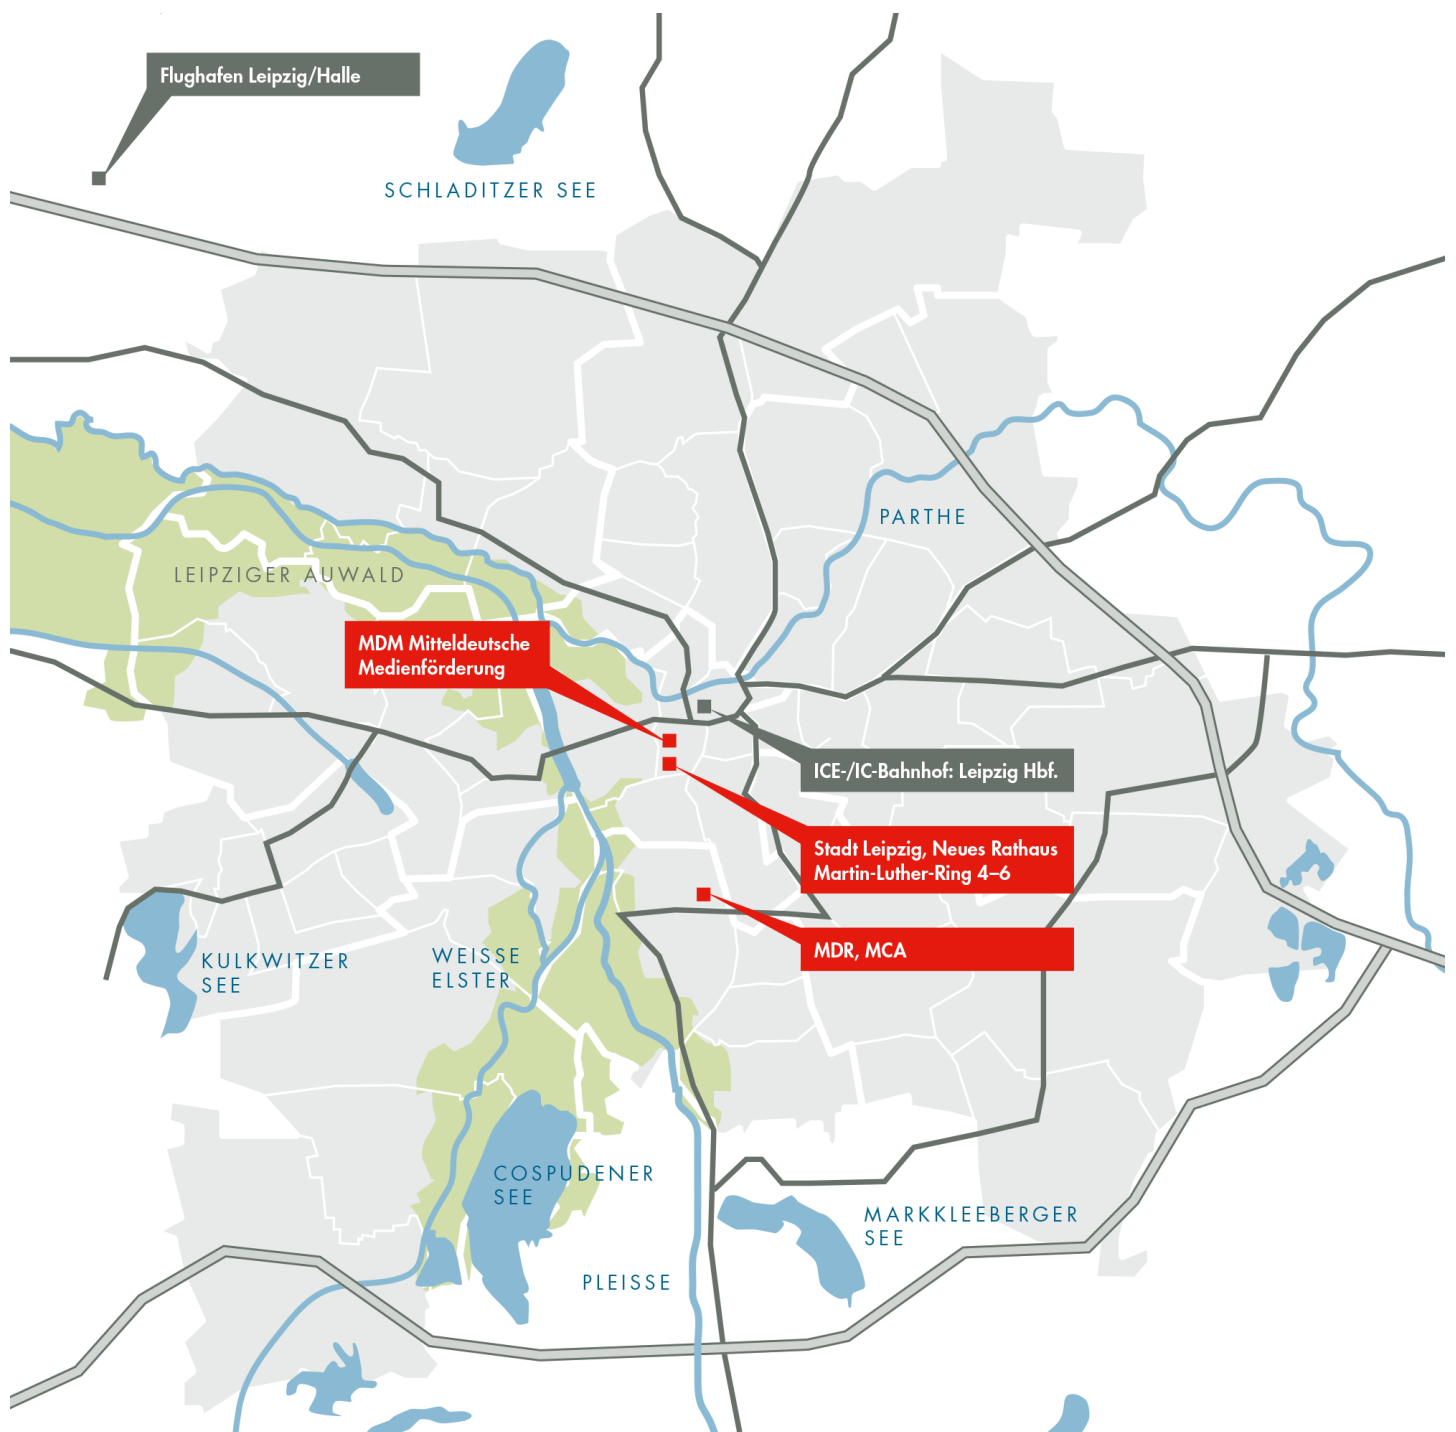 Flughafen Leipzig/Halle
SCHLADITZER SEE
PARTHE
LEIPZIGER AUWALD
MDM Mitteldeutsche
Medienförderung
ICE-/IC-Bahnhof: Leipzig Hbf.
Stadt Leipzig, Neues Rathaus
Martin-Luther-Ring 4–6
MDR, MCA
KULKWITZER
SEE
WEISSE
ELSTER
COSPUDENER
SEE
MARKKLEEBERGER
SEE
PLEISSE